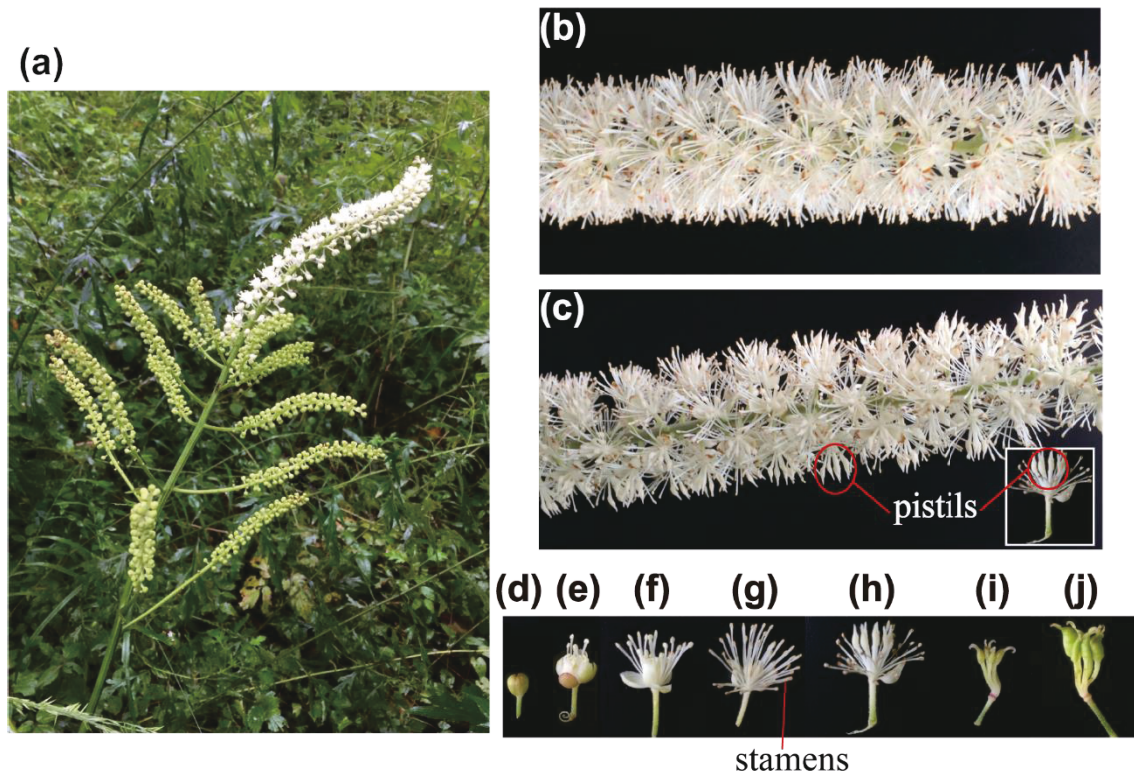 (a)
(b)
(c)
pistils
(d) (e) (f) (g) (h) (i) (j)
stamens